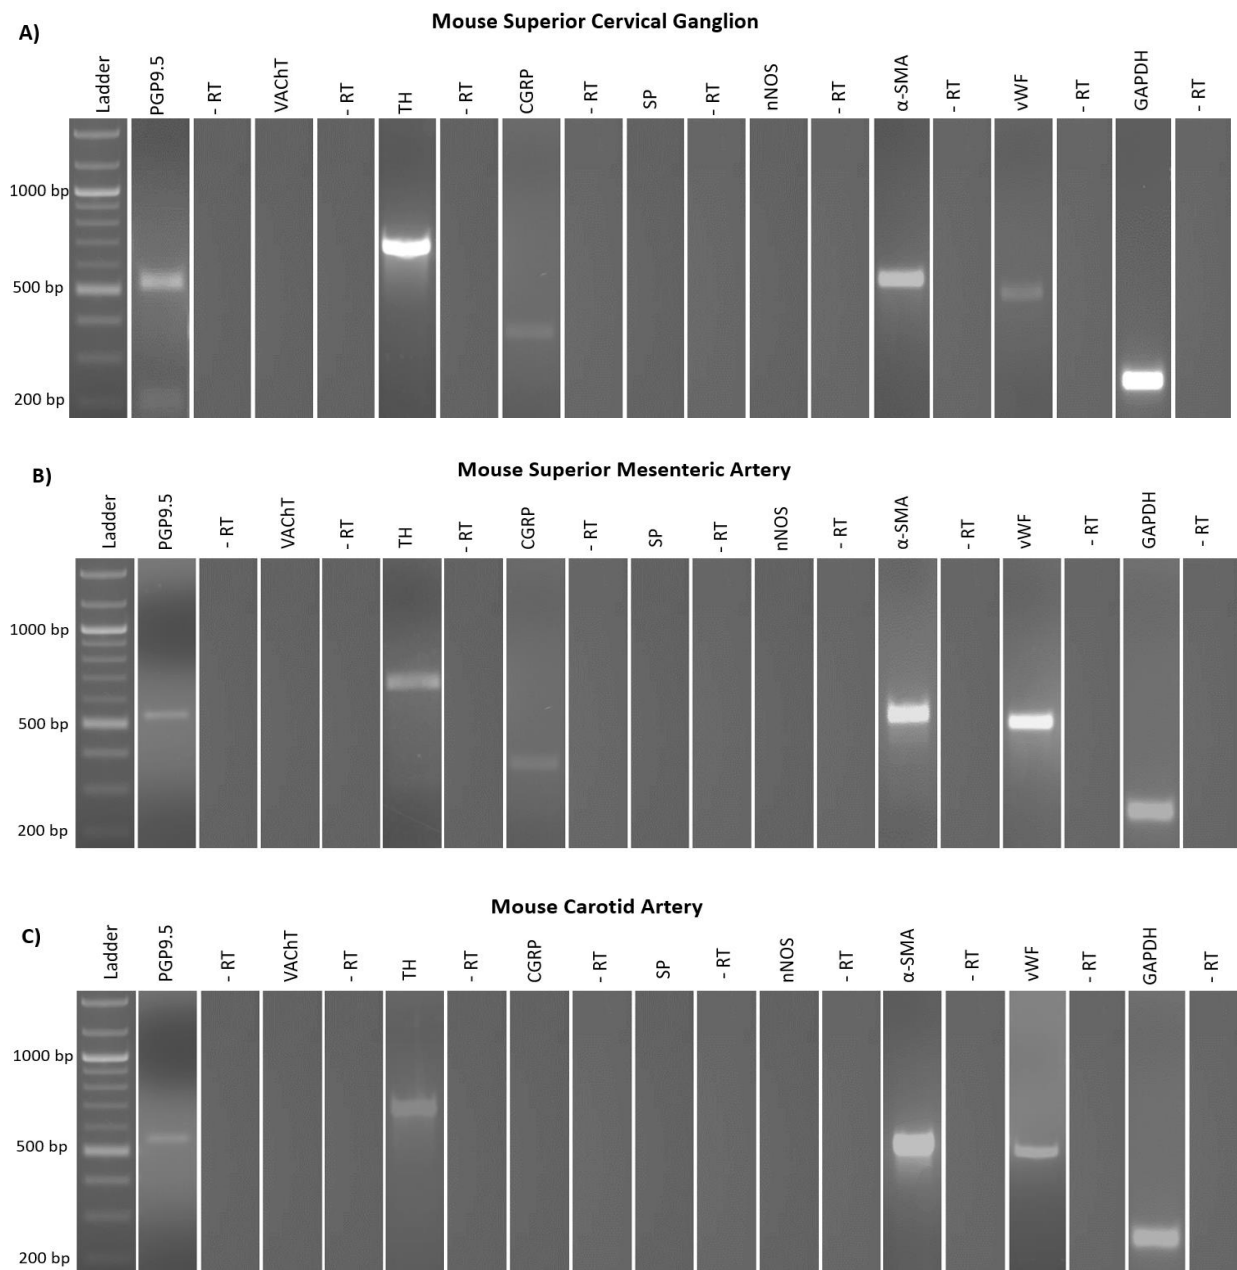 Mouse Superior Cervical Ganglion
A)
Ladder PGP9.5 - RT VAChT - RT TH - RT CGRP - RT SP - RT nNOS - RT α-SMA - RT vWF - RT GAPDH - RT
1000 bp
500 bp
200 bp
Mouse Superior Mesenteric Artery
B)
Ladder PGP9.5 - RT VAChT - RT TH - RT CGRP - RT SP - RT nNOS - RT α-SMA - RT vWF - RT GAPDH - RT
1000 bp
500 bp
200 bp
Mouse Carotid Artery
C)
Ladder PGP9.5 - RT VAChT - RT TH - RT CGRP - RT SP - RT nNOS - RT α-SMA - RT vWF - RT GAPDH - RT
1000 bp
500 bp
200 bp